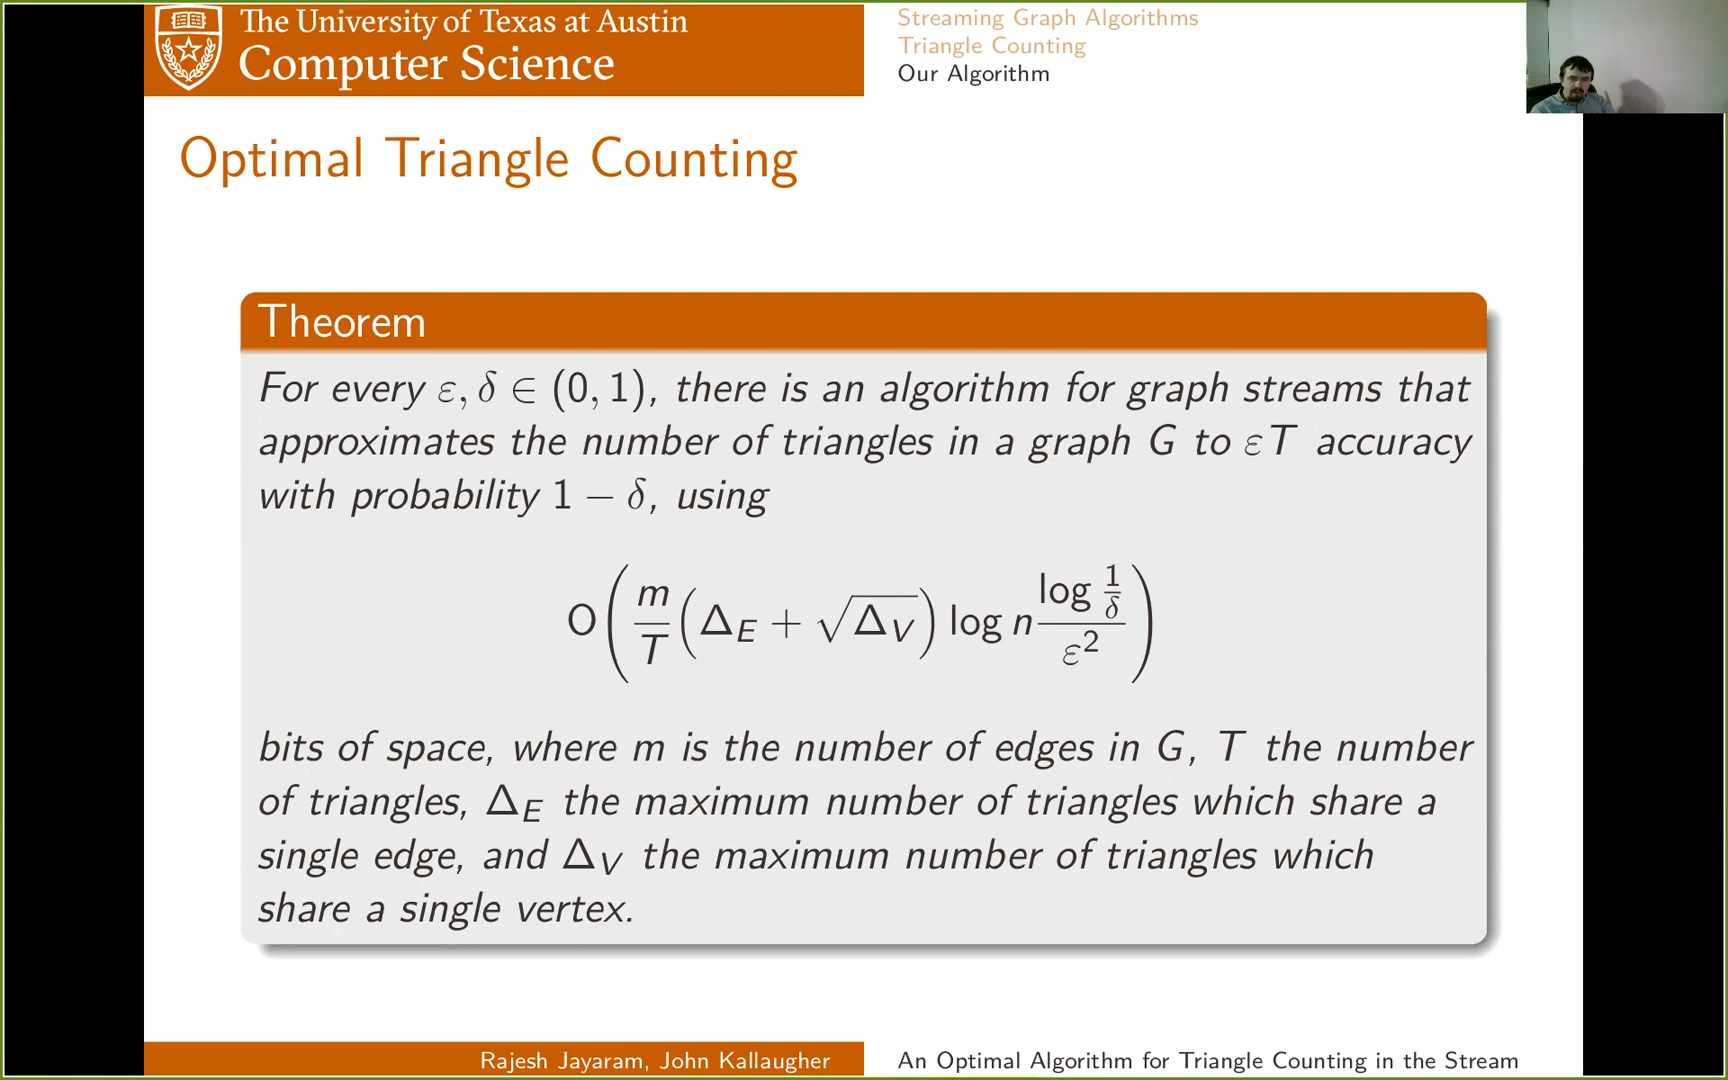 The University of Texas at Austin
Computer Science
Streaming Graph Algorithms
Triangle Counting
Our Algorithm
Optimal Triangle Counting
Theorem
For every ε, δ ∈ (0, 1), there is an algorithm for graph streams that
approximates the number of triangles in a graph G to εT accuracy
with probability 1 − δ, using
O(m/T (Δ_E + √Δ_V) log n (log 1/δ)/ε²)
bits of space, where m is the number of edges in G, T the number
of triangles, Δ_E the maximum number of triangles which share a
single edge, and Δ_V the maximum number of triangles which
share a single vertex.
Rajesh Jayaram, John Kallaugher
An Optimal Algorithm for Triangle Counting in the Stream